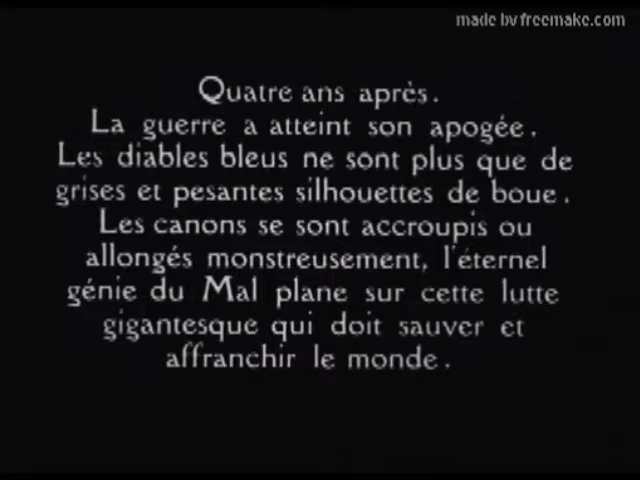 made by freemake.com
Quatre ans après.
La guerre a atteint son apogée.
Les diables bleus ne sont plus que de
grises et pesantes silhouettes de boue.
Les canons se sont accroupis ou
allongés monstreusement, l'éternel
génie du Mal plane sur cette lutte
gigantesque qui doit sauver et
affranchir le monde.